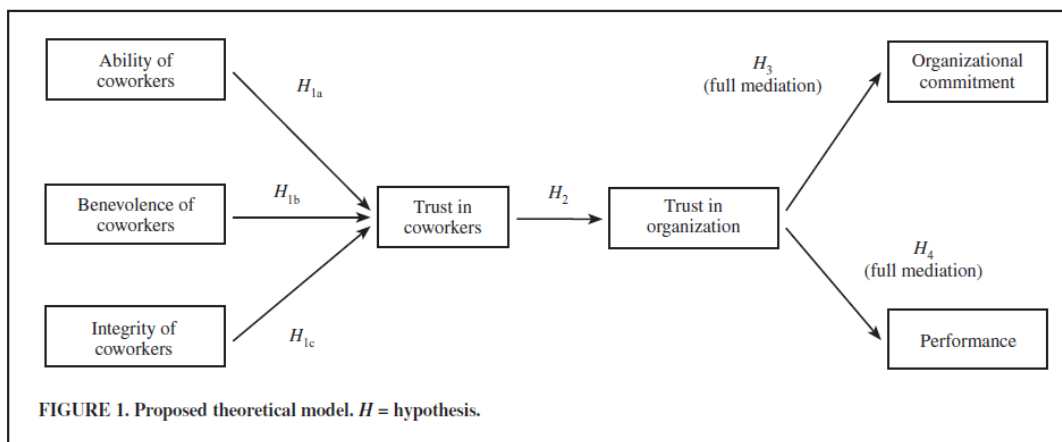 Ability of
coworkers
H1a
Benevolence of
coworkers
H1b
Integrity of
coworkers
H1c
Trust in
coworkers
H2
Trust in
organization
H3
(full mediation)
Organizational
commitment
H4
(full mediation)
Performance
FIGURE 1. Proposed theoretical model. H = hypothesis.